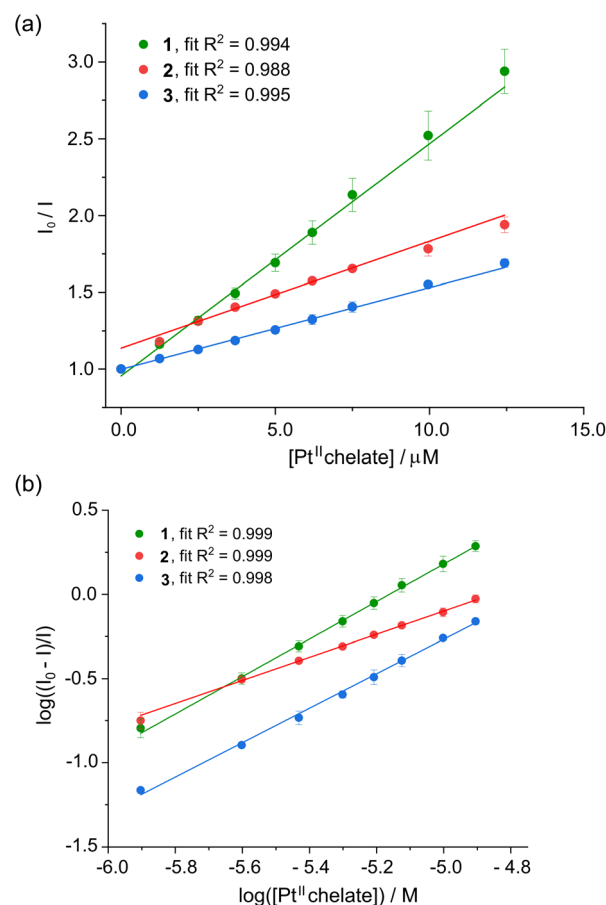 (a)
1, fit R² = 0.994
2, fit R² = 0.988
3, fit R² = 0.995
3.0
2.5
2.0
1.5
1.0
I₀ / I
0.0 5.0 10.0 15.0
[Ptᴵᴵ chelate] / μM
(b)
1, fit R² = 0.999
2, fit R² = 0.999
3, fit R² = 0.998
0.5
0.0
-0.5
-1.0
-1.5
log((I₀ - I)/I)
-6.0 -5.8 -5.6 - 5.4 - 5.2 -5.0 - 4.8
log([Ptᴵᴵ chelate]) / M